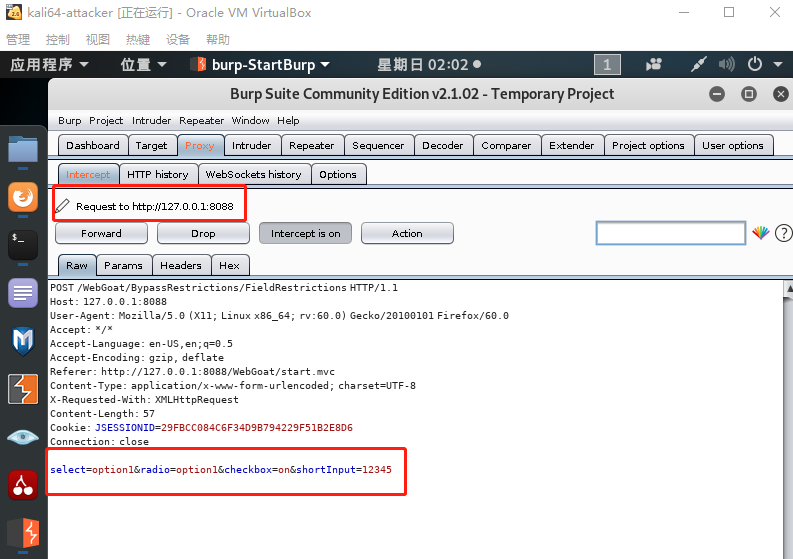 kali64-attacker [正在运行] - Oracle VM VirtualBox
管理 控制 视图 热键 设备 帮助
应用程序 位置 burp-StartBurp 星期日 02:02 1
Burp Suite Community Edition v2.1.02 - Temporary Project
Burp Project Intruder Repeater Window Help
Dashboard Target Proxy Intruder Repeater Sequencer Decoder Comparer Extender Project options User options
Intercept HTTP history WebSockets history Options
Request to http://127.0.0.1:8088
Forward Drop Intercept is on Action ?
Raw Params Headers Hex
POST /WebGoat/BypassRestrictions/FieldRestrictions HTTP/1.1
Host: 127.0.0.1:8088
User-Agent: Mozilla/5.0 (X11; Linux x86_64; rv:60.0) Gecko/20100101 Firefox/60.0
Accept: */*
Accept-Language: en-US,en;q=0.5
Accept-Encoding: gzip, deflate
Referer: http://127.0.0.1:8088/WebGoat/start.mvc
Content-Type: application/x-www-form-urlencoded; charset=UTF-8
X-Requested-With: XMLHttpRequest
Content-Length: 57
Cookie: JSESSIONID=29FBCC084C6F34D9B794229F51B2E8D6
Connection: close
select=option1&radio=option1&checkbox=on&shortInput=12345